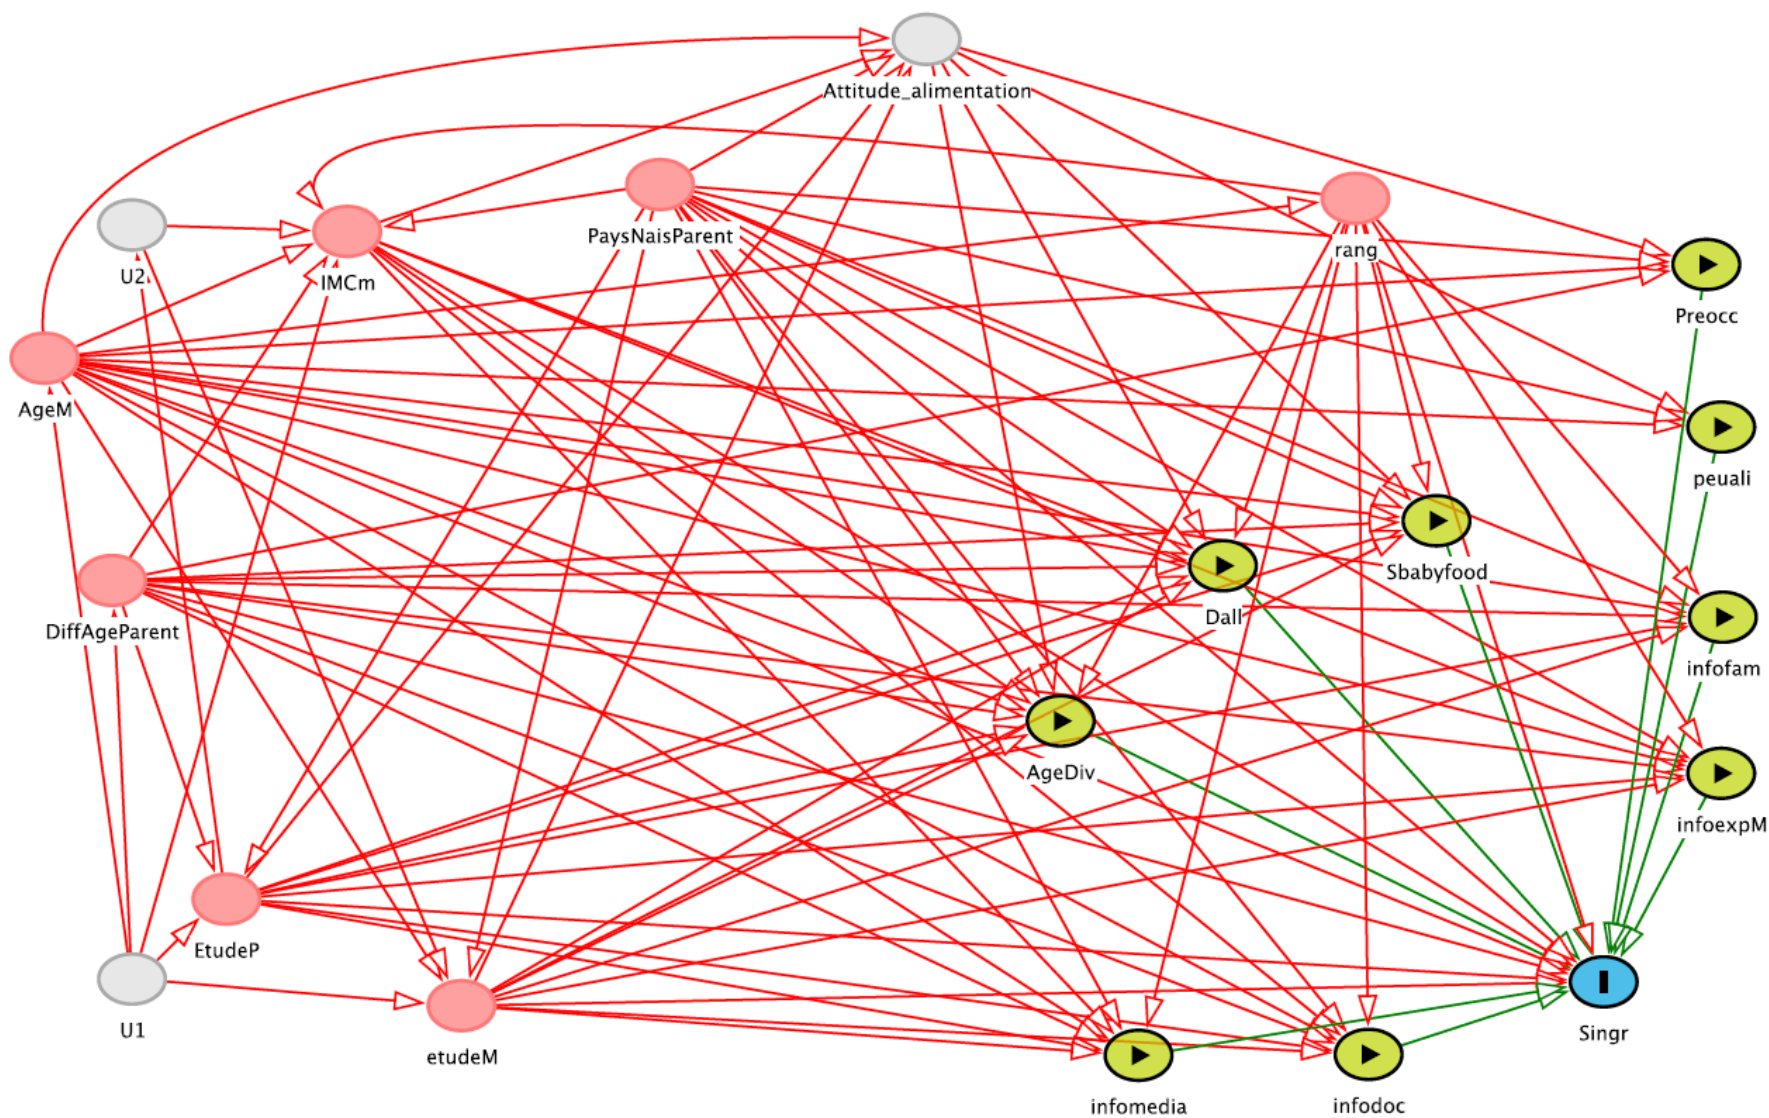 Attitude_alimentation
PaysNaisParent
rang
U2
IMCm
Preocc
AgeM
peuali
Sbabyfood
Dall
DiffAgeParent
infofam
AgeDiv
infoexpM
EtudeP
U1
etudeM
Singr
infomedia
infodoc